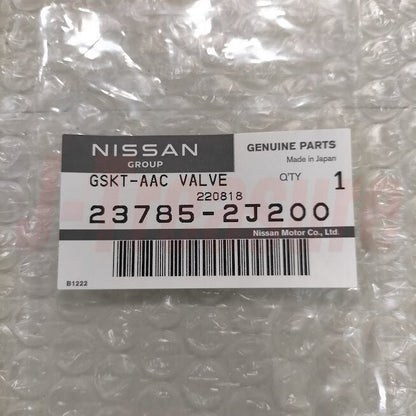 NISSAN GENUINE PARTS
GROUP Made in Japan
GSKT-AAC VALVE Q'TY 1
220818
23785-2J200
Nissan Motor Co., Ltd.
B1222